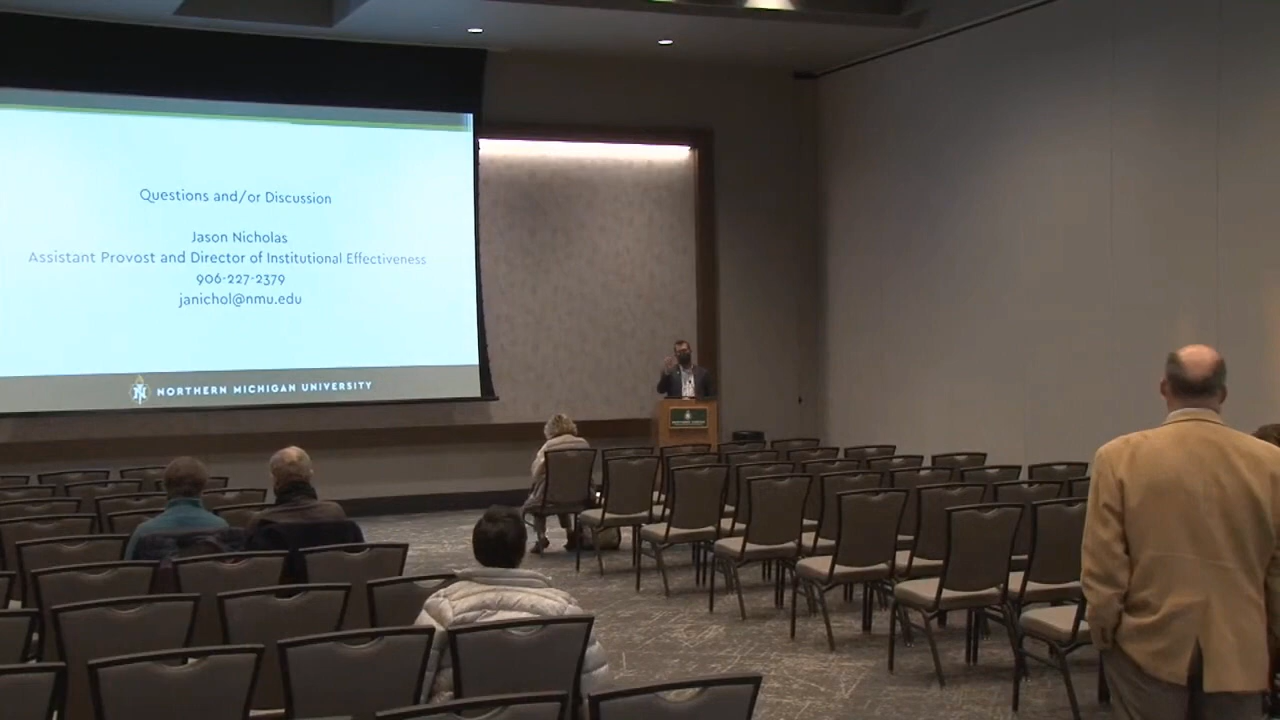 Questions and/or Discussion
Jason Nicholas
Assistant Provost and Director of Institutional Effectiveness
906-227-2379
janichol@nmu.edu
NORTHERN MICHIGAN UNIVERSITY